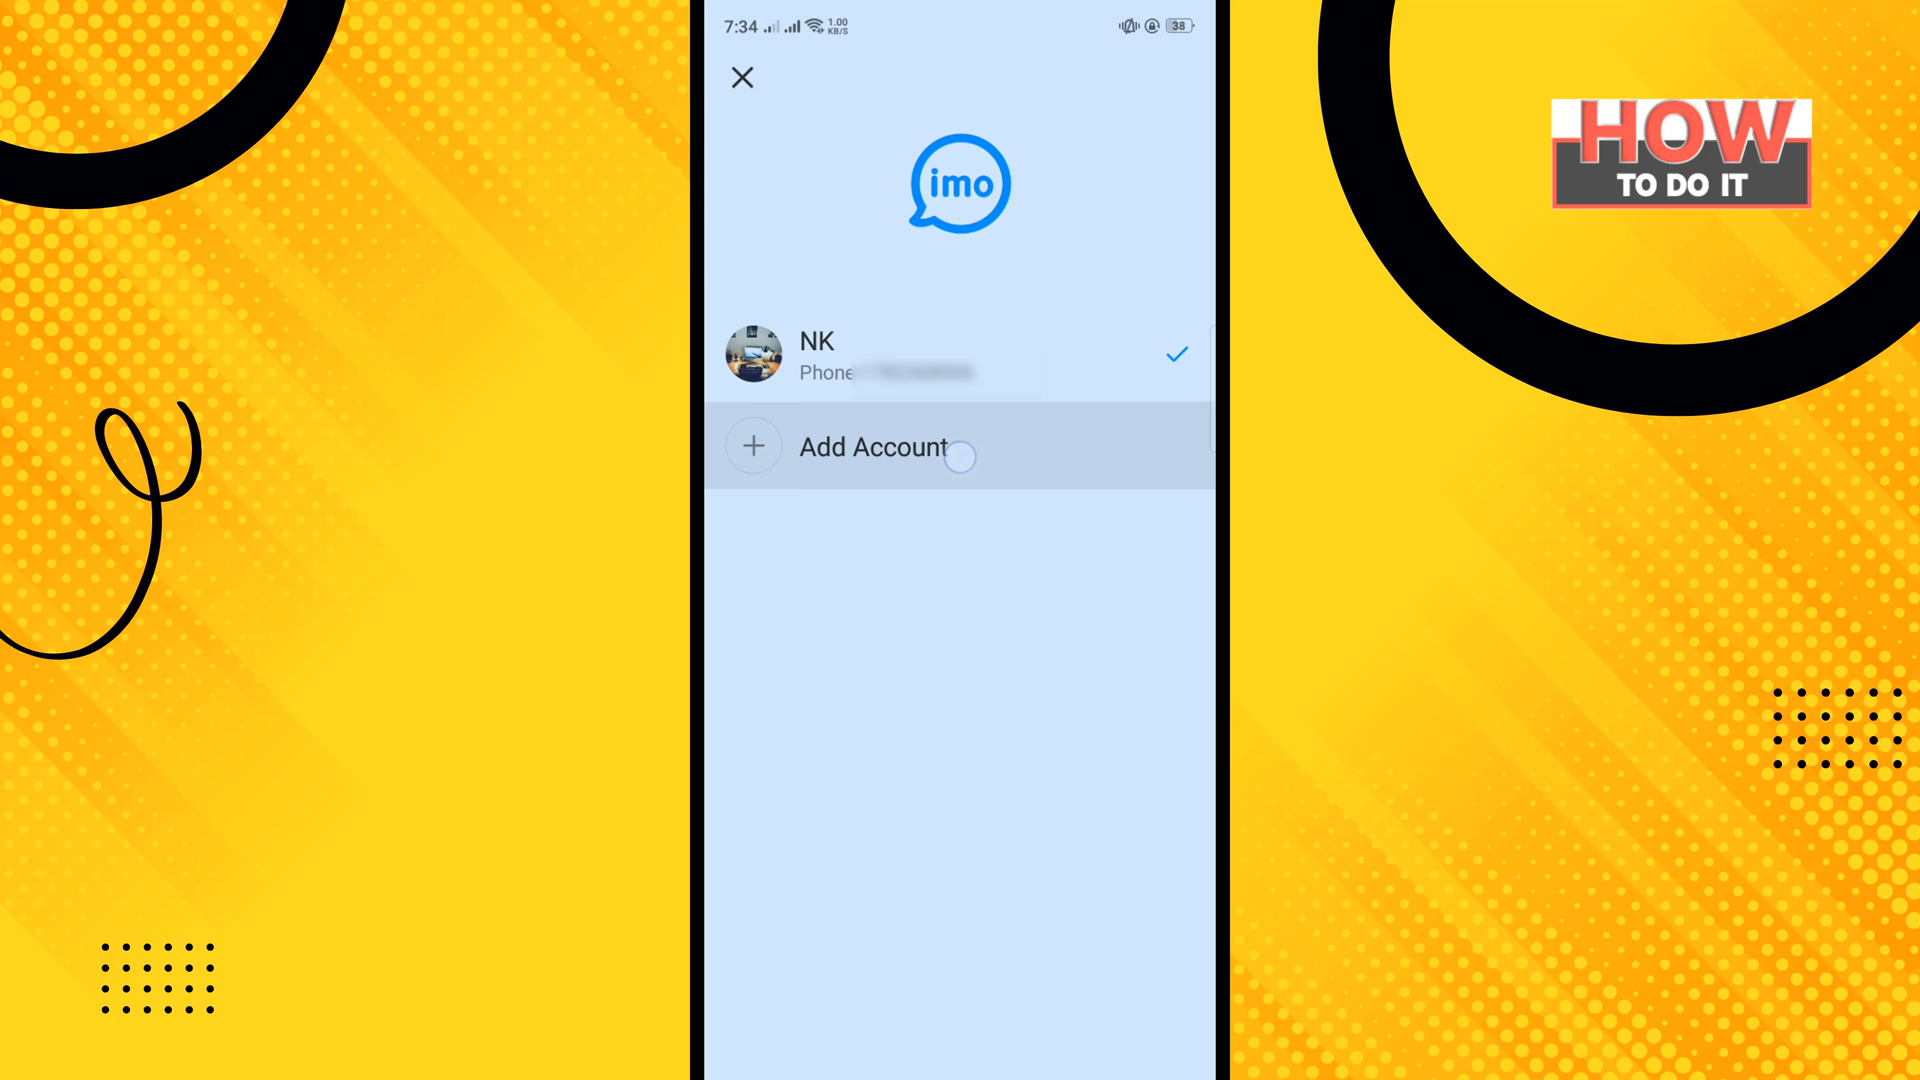 7:34
1.00
KB/S
38
HOW
TO DO IT
imo
NK
Phone
Add Account